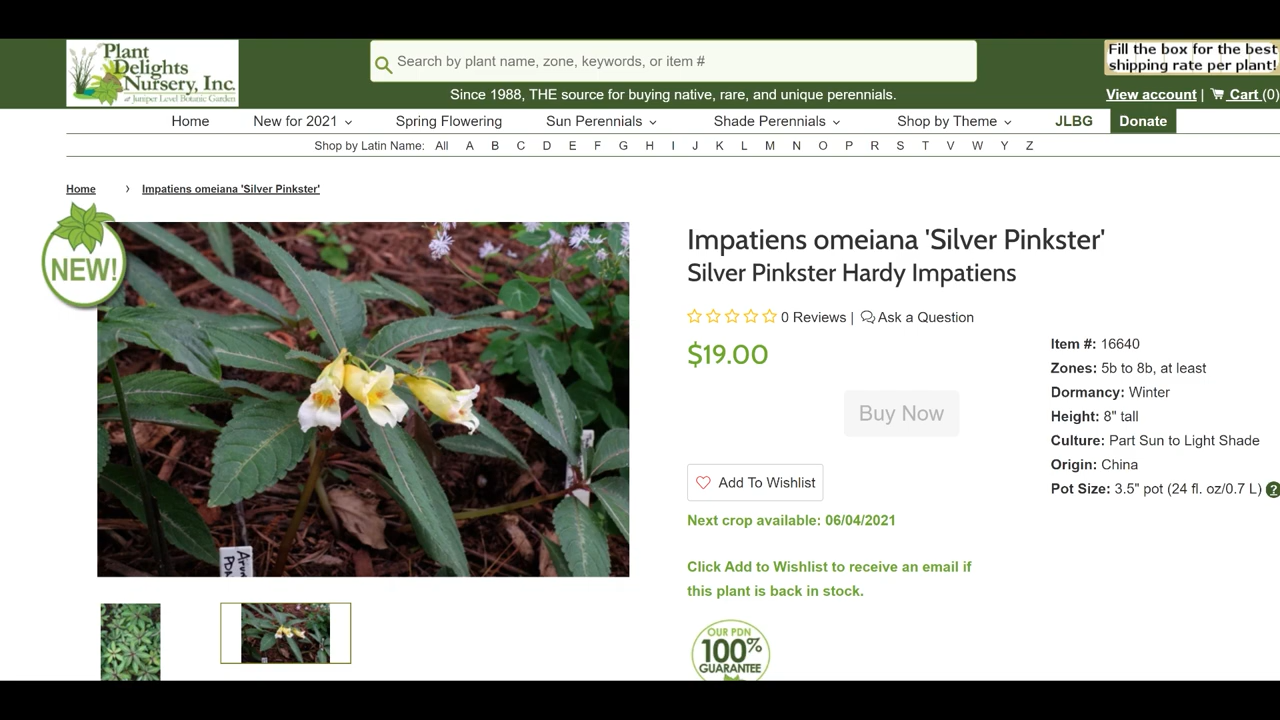 Plant
Delights
Nursery, Inc.
at Juniper Level Botanic Garden
Search by plant name, zone, keywords, or item #
Since 1988, THE source for buying native, rare, and unique perennials.
Fill the box for the best
shipping rate per plant!
View account | Cart (0)
Home New for 2021 Spring Flowering Sun Perennials Shade Perennials Shop by Theme JLBG Donate
Shop by Latin Name: All A B C D E F G H I J K L M N O P R S T V W Y Z
Home › Impatiens omeiana 'Silver Pinkster'
NEW!
Impatiens omeiana 'Silver Pinkster'
Silver Pinkster Hardy Impatiens
0 Reviews | Ask a Question
$19.00
Buy Now
Add To Wishlist
Next crop available: 06/04/2021
Click Add to Wishlist to receive an email if
this plant is back in stock.
OUR PDN
100%
GUARANTEE
Item #: 16640
Zones: 5b to 8b, at least
Dormancy: Winter
Height: 8" tall
Culture: Part Sun to Light Shade
Origin: China
Pot Size: 3.5" pot (24 fl. oz/0.7 L) ?